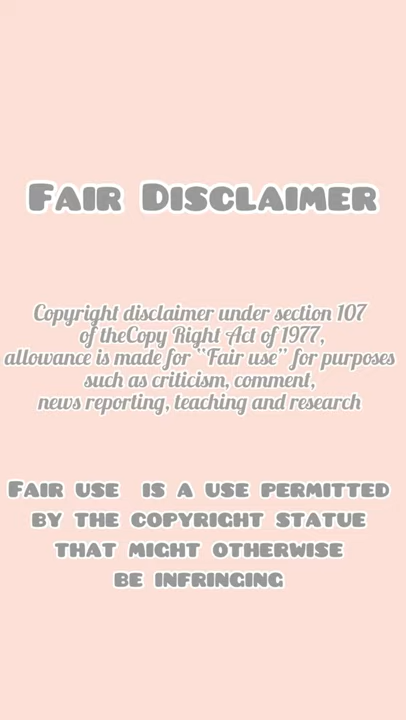 Fair Disclaimer
Copyright disclaimer under section 107
of theCopy Right Act of 1977,
allowance is made for “Fair use” for purposes
such as criticism, comment,
news reporting, teaching and research
Fair use is a use permitted
by the copyright statue
that might otherwise
be infringing